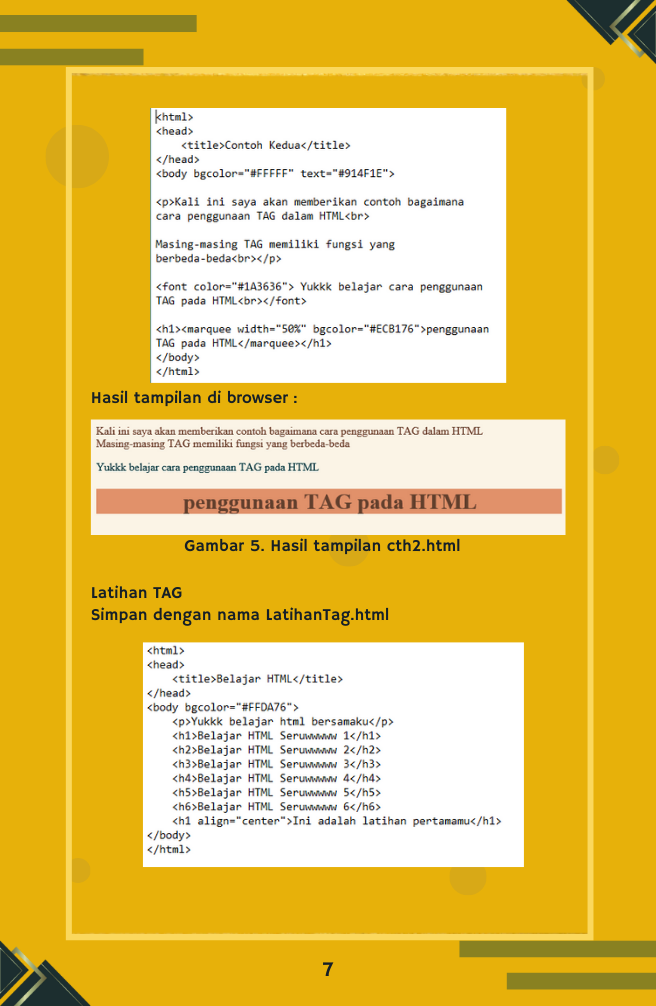 <html>
<head>
    <title>Contoh Kedua</title>
</head>
<body bgcolor="#FFFFF" text="#914F1E">
<p>Kali ini saya akan memberikan contoh bagaimana
cara penggunaan TAG dalam HTML<br>
Masing-masing TAG memiliki fungsi yang
berbeda-beda<br></p>
<font color="#1A3636"> Yukkk belajar cara penggunaan
TAG pada HTML<br></font>
<h1><marquee width="50%" bgcolor="#ECB176">penggunaan
TAG pada HTML</marquee></h1>
</body>
</html>
Hasil tampilan di browser :
Kali ini saya akan memberikan contoh bagaimana cara penggunaan TAG dalam HTML
Masing-masing TAG memiliki fungsi yang berbeda-beda
Yukkk belajar cara penggunaan TAG pada HTML
penggunaan TAG pada HTML
Gambar 5. Hasil tampilan cth2.html
Latihan TAG
Simpan dengan nama LatihanTag.html
<html>
<head>
    <title>Belajar HTML</title>
</head>
<body bgcolor="#FFDA76">
    <p>Yukkk belajar html bersamaku</p>
    <h1>Belajar HTML Seruwwwww 1</h1>
    <h2>Belajar HTML Seruwwwww 2</h2>
    <h3>Belajar HTML Seruwwwww 3</h3>
    <h4>Belajar HTML Seruwwwww 4</h4>
    <h5>Belajar HTML Seruwwwww 5</h5>
    <h6>Belajar HTML Seruwwwww 6</h6>
    <h1 align="center">Ini adalah latihan pertamamu</h1>
</body>
</html>
7